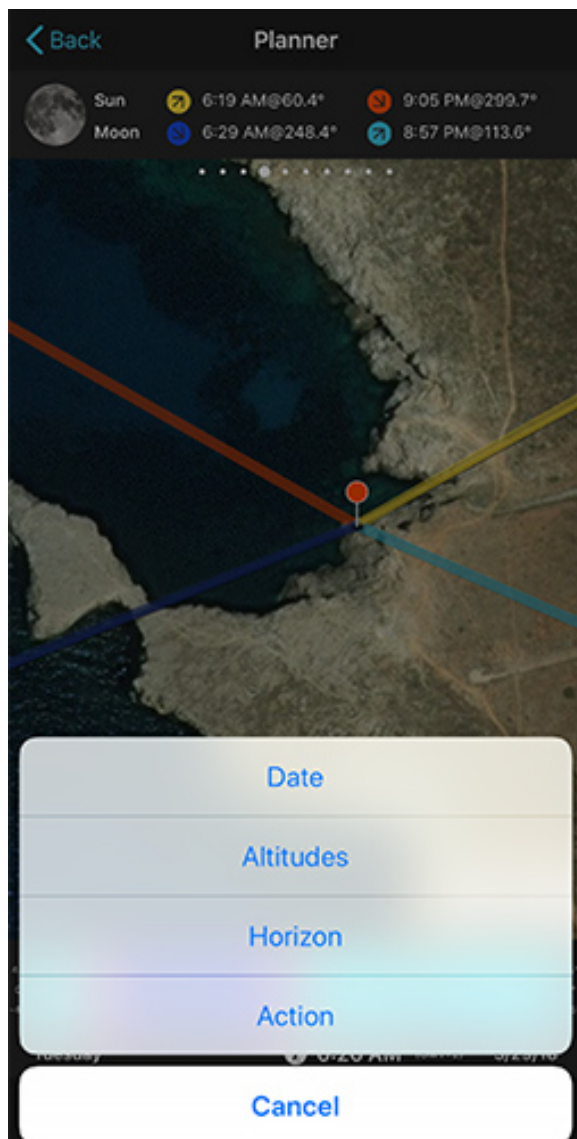 Back
Planner
Sun 6:19 AM@60.4° 9:05 PM@299.7°
Moon 6:29 AM@248.4° 8:57 PM@113.6°
Date
Altitudes
Horizon
Action
Tuesday
Cancel